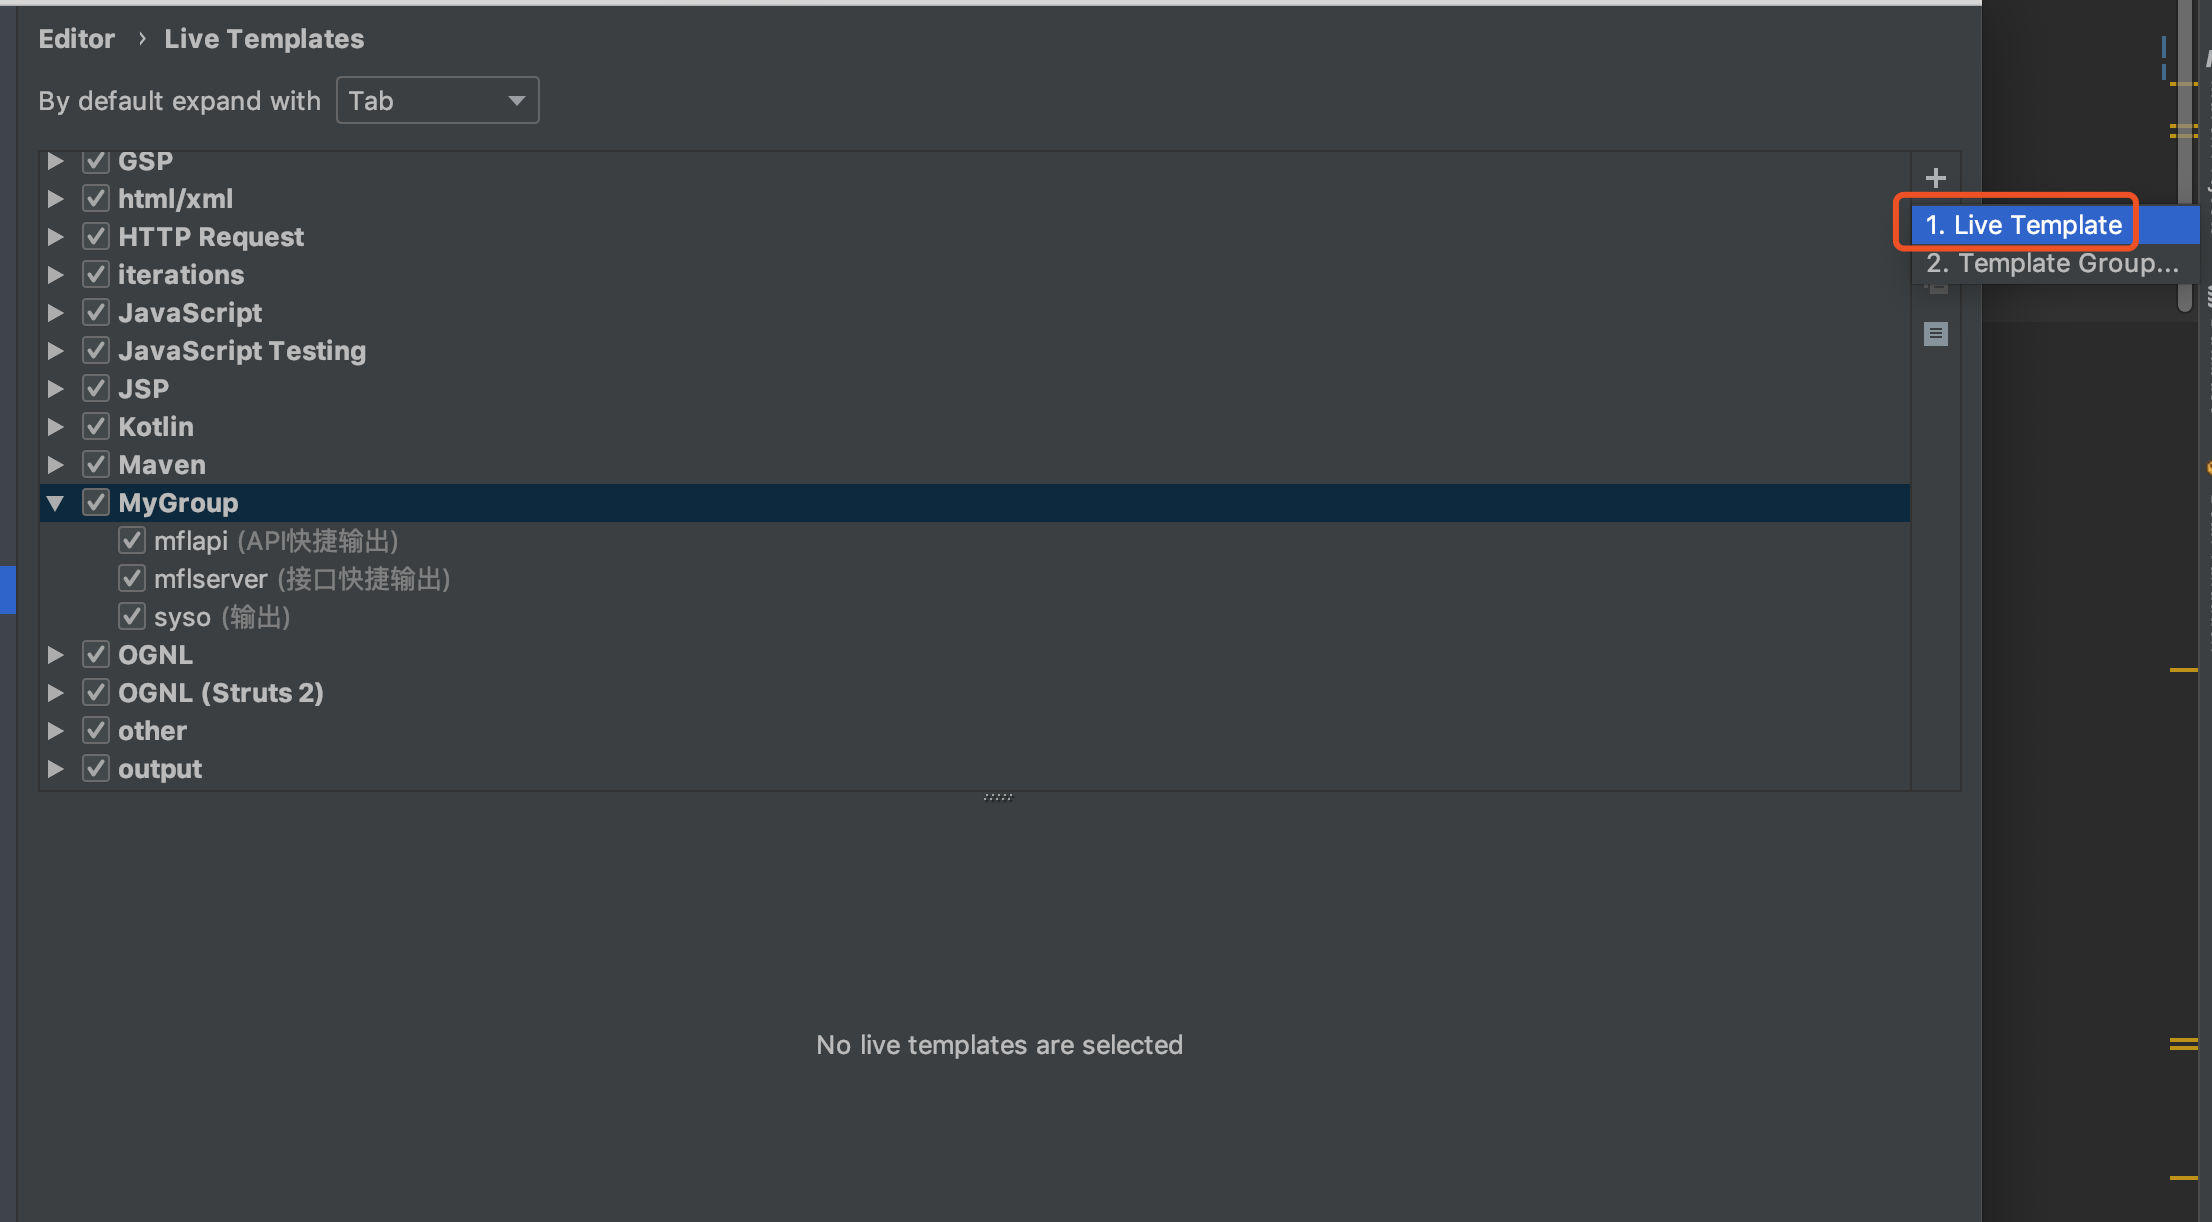 Editor › Live Templates
By default expand with Tab
GSP
html/xml
HTTP Request
iterations
JavaScript
JavaScript Testing
JSP
Kotlin
Maven
MyGroup
mflapi (API快捷输出)
mflserver (接口快捷输出)
syso (输出)
OGNL
OGNL (Struts 2)
other
output
1. Live Template
2. Template Group...
No live templates are selected